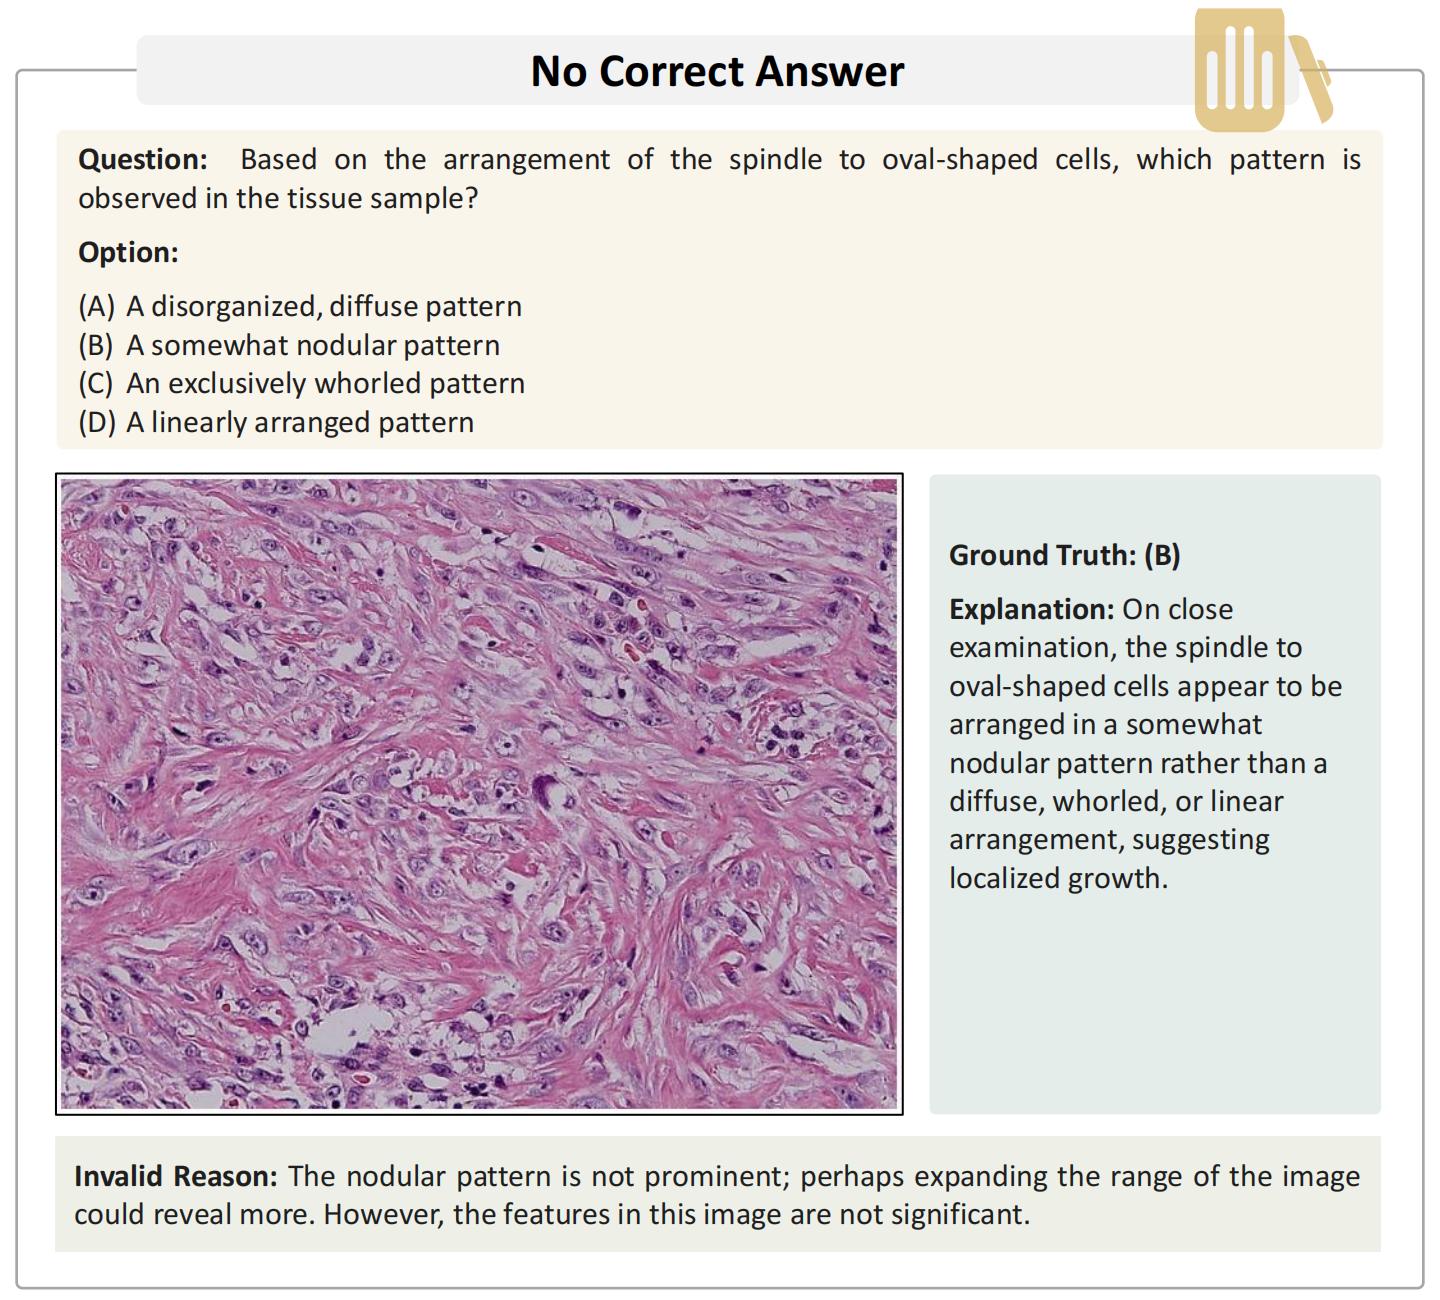 No Correct Answer
Question: Based on the arrangement of the spindle to oval-shaped cells, which pattern is
observed in the tissue sample?
Option:
(A) A disorganized, diffuse pattern
(B) A somewhat nodular pattern
(C) An exclusively whorled pattern
(D) A linearly arranged pattern
Ground Truth: (B)
Explanation: On close
examination, the spindle to
oval-shaped cells appear to be
arranged in a somewhat
nodular pattern rather than a
diffuse, whorled, or linear
arrangement, suggesting
localized growth.
Invalid Reason: The nodular pattern is not prominent; perhaps expanding the range of the image
could reveal more. However, the features in this image are not significant.